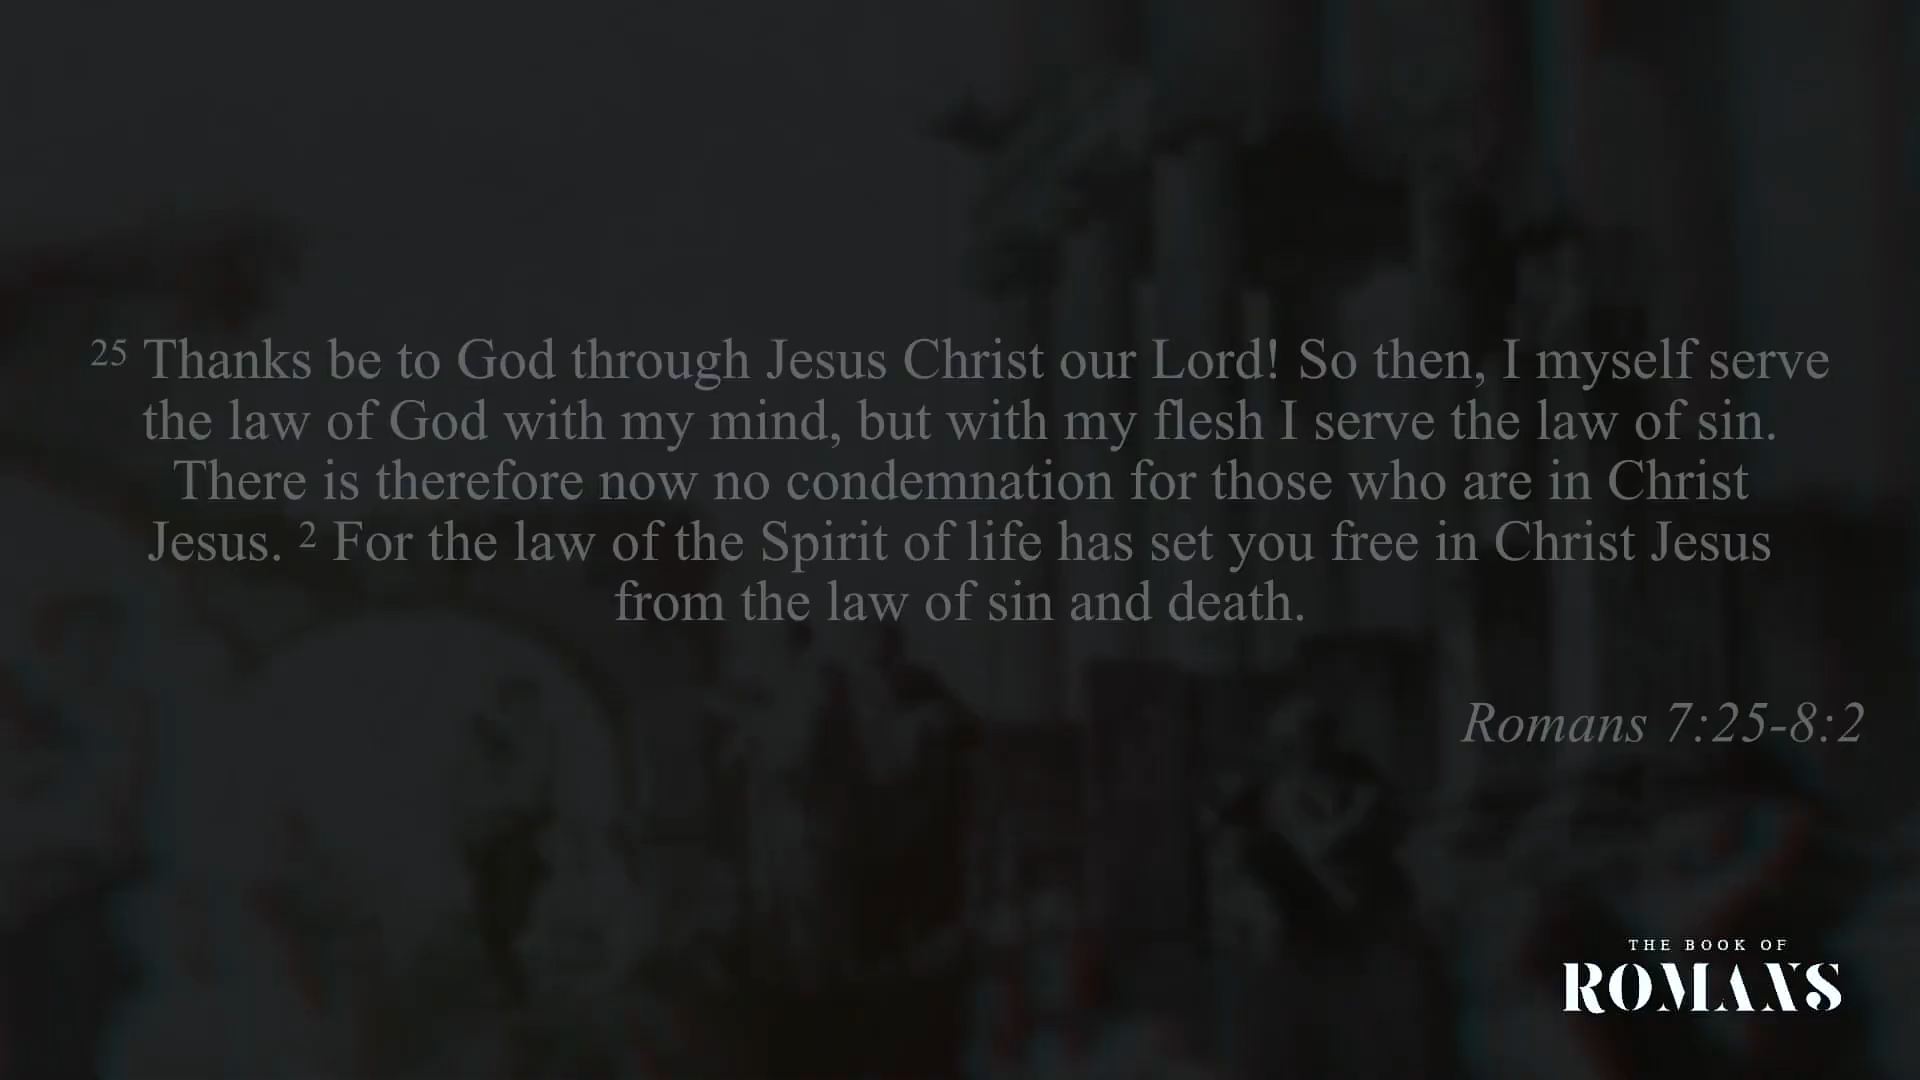 25 Thanks be to God through Jesus Christ our Lord! So then, I myself serve
the law of God with my mind, but with my flesh I serve the law of sin.
There is therefore now no condemnation for those who are in Christ
Jesus. 2 For the law of the Spirit of life has set you free in Christ Jesus
from the law of sin and death.
Romans 7:25-8:2
THE BOOK OF
ROMANS